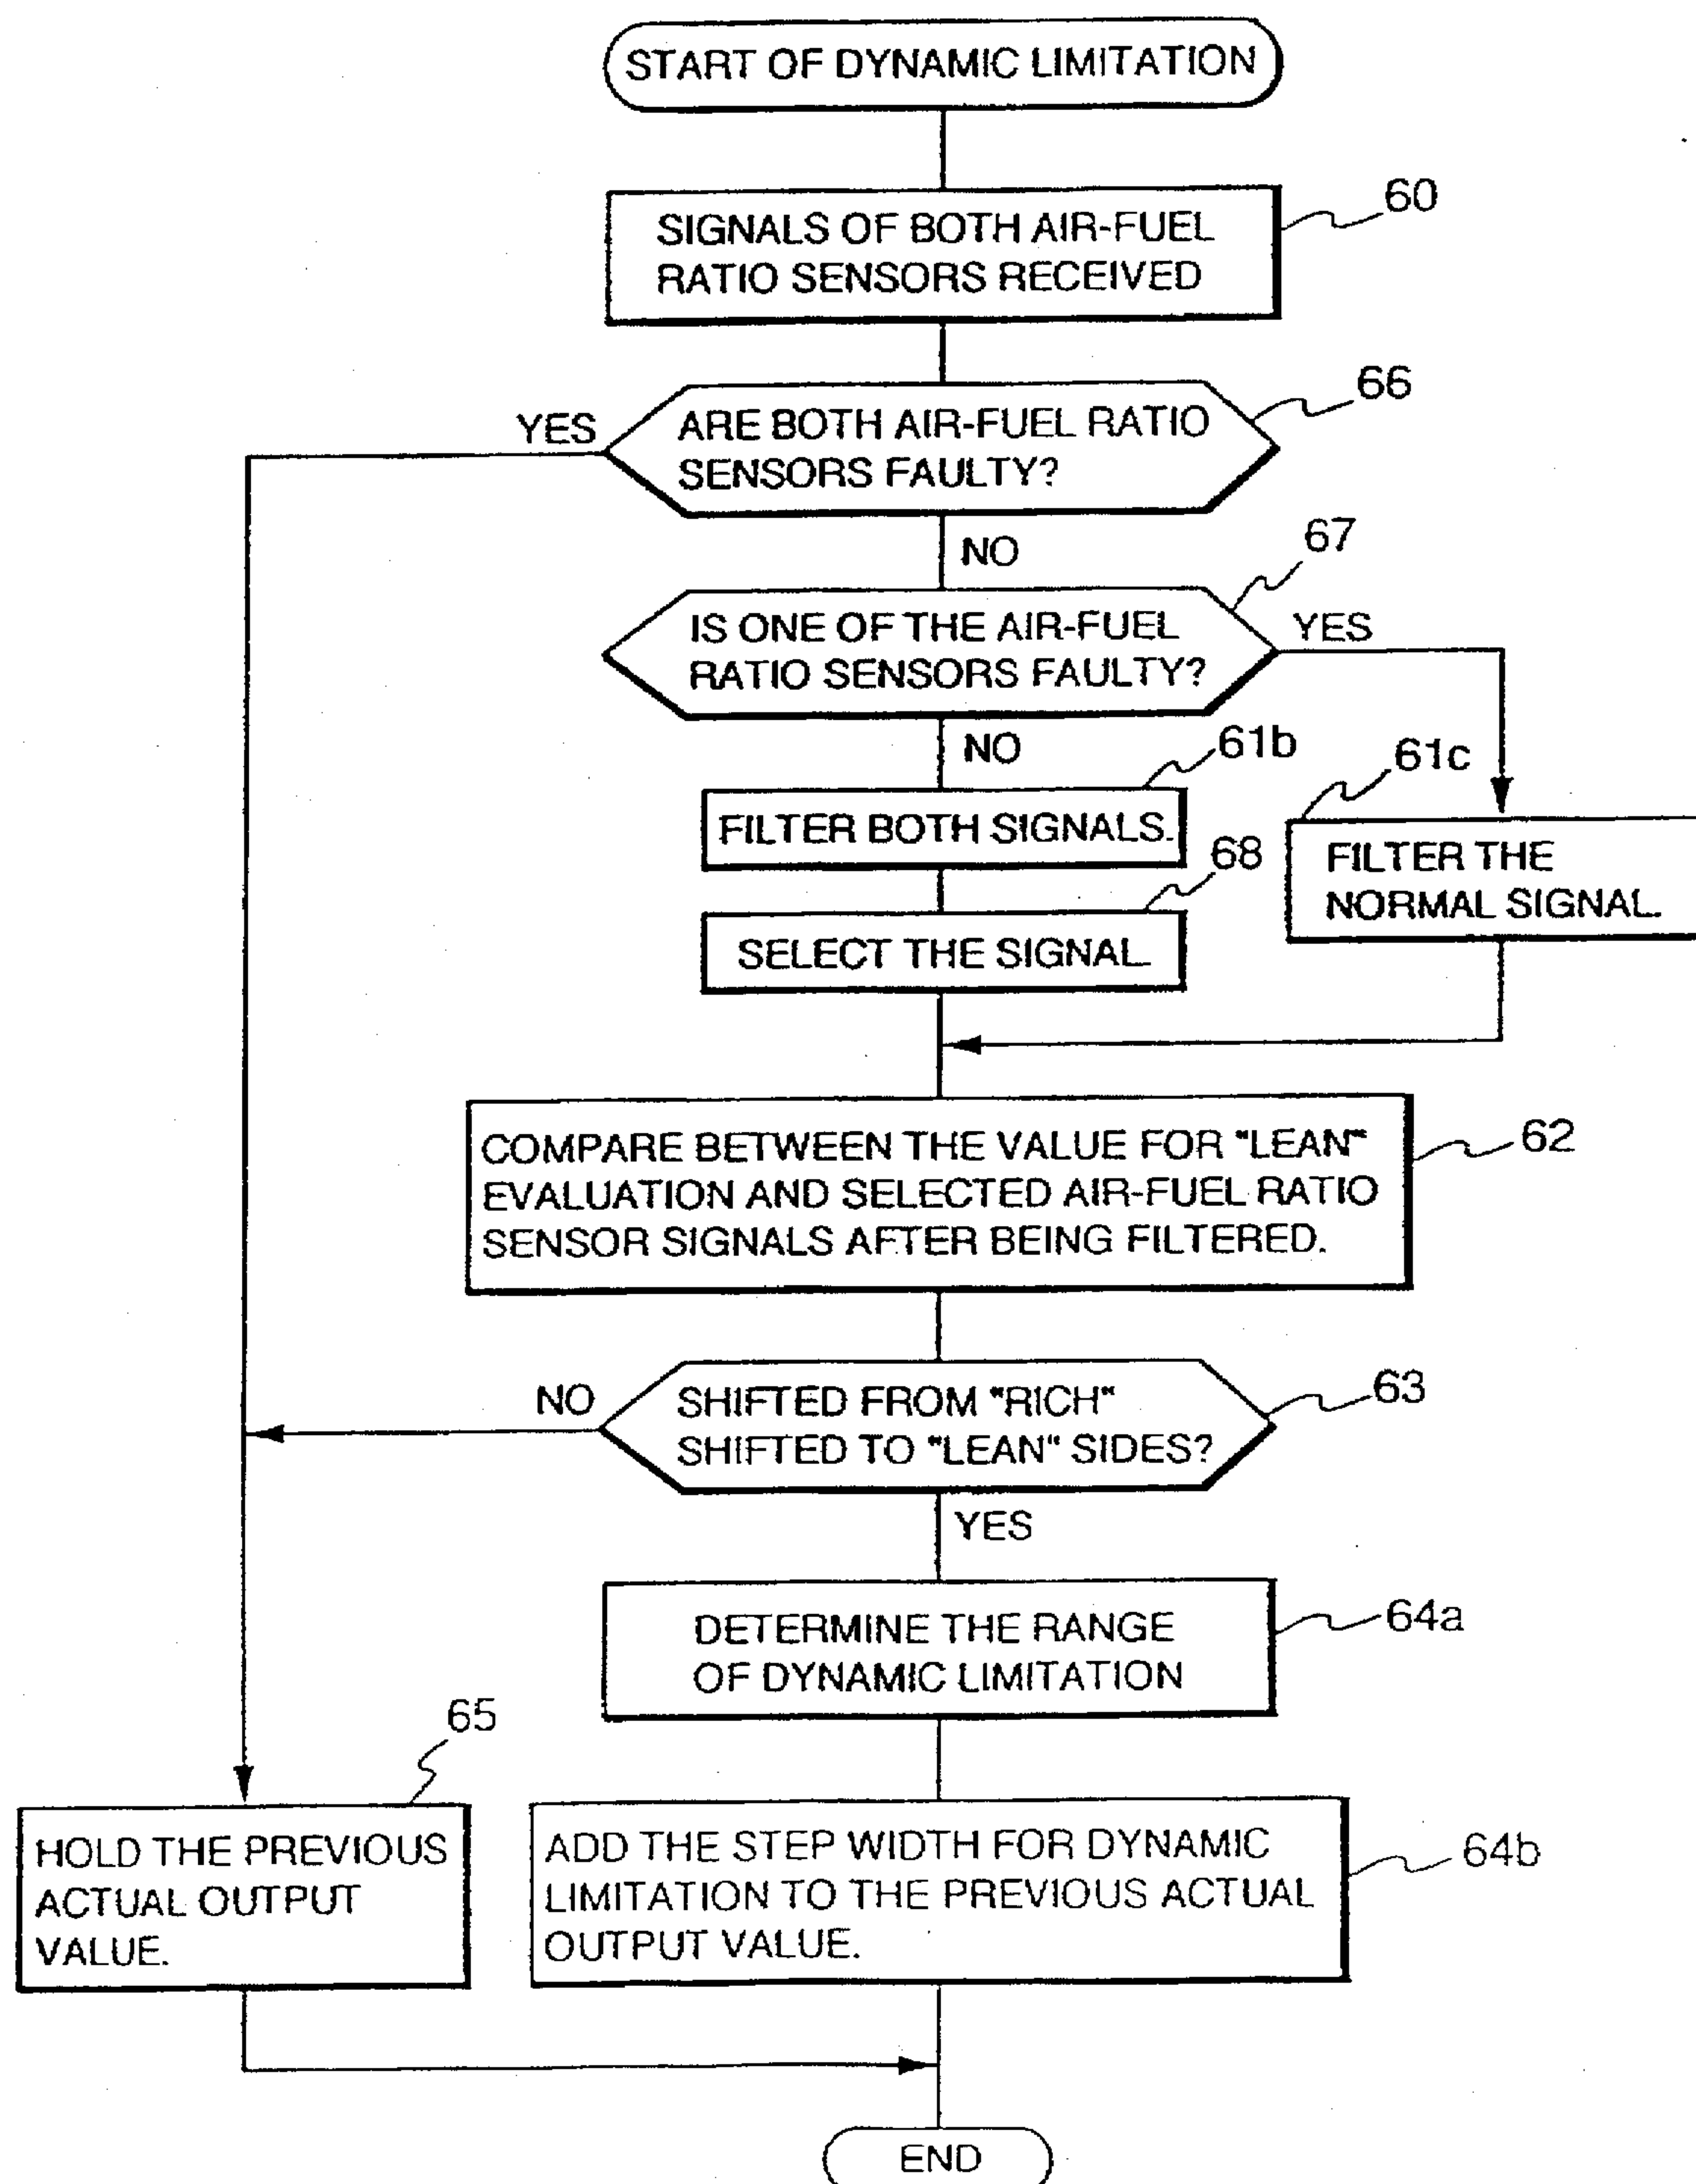 START OF DYNAMIC LIMITATION
60
SIGNALS OF BOTH AIR-FUEL
RATIO SENSORS RECEIVED
66
YES
ARE BOTH AIR-FUEL RATIO
SENSORS FAULTY?
NO
67
IS ONE OF THE AIR-FUEL
RATIO SENSORS FAULTY?
YES
NO
61b
61c
FILTER BOTH SIGNALS.
68
FILTER THE
NORMAL SIGNAL.
SELECT THE SIGNAL.
COMPARE BETWEEN THE VALUE FOR "LEAN"
EVALUATION AND SELECTED AIR-FUEL RATIO
SENSOR SIGNALS AFTER BEING FILTERED.
62
NO
SHIFTED FROM "RICH"
SHIFTED TO "LEAN" SIDES?
63
YES
DETERMINE THE RANGE
OF DYNAMIC LIMITATION
64a
65
HOLD THE PREVIOUS
ACTUAL OUTPUT
VALUE.
ADD THE STEP WIDTH FOR DYNAMIC
LIMITATION TO THE PREVIOUS ACTUAL
OUTPUT VALUE.
64b
END